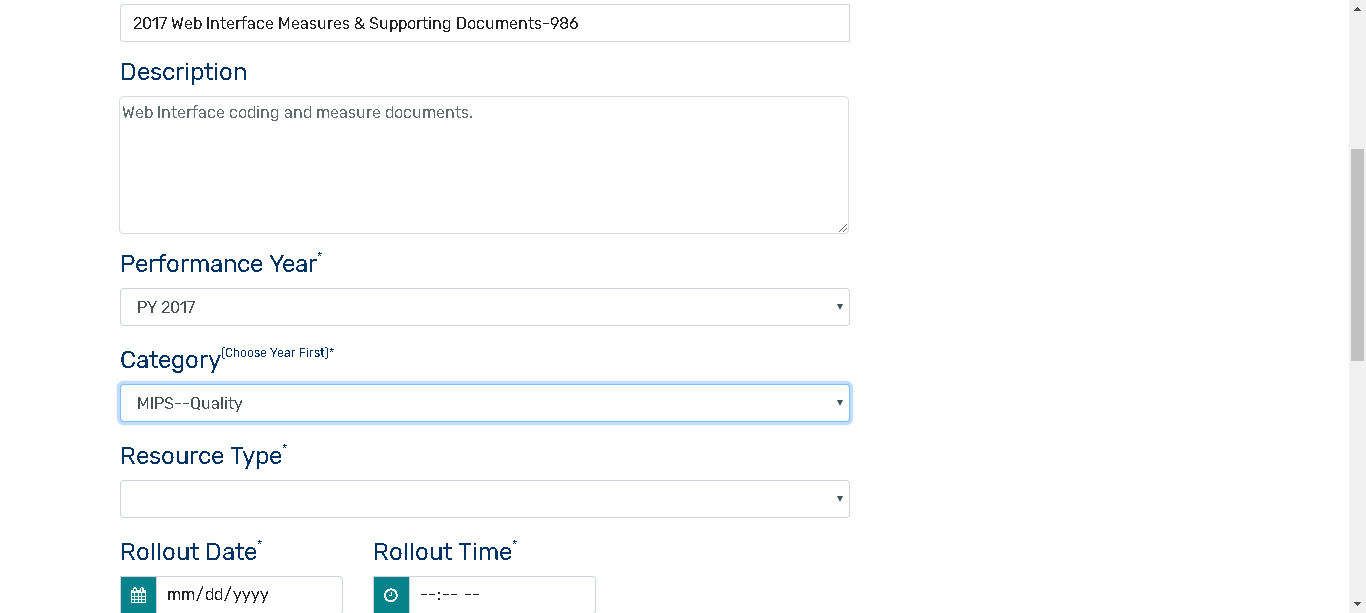 2017 Web Interface Measures & Supporting Documents-986
Description
Web Interface coding and measure documents.
Performance Year*
PY 2017
Category(Choose Year First)*
MIPS--Quality
Resource Type*
Rollout Date* Rollout Time*
mm/dd/yyyy --:-- --